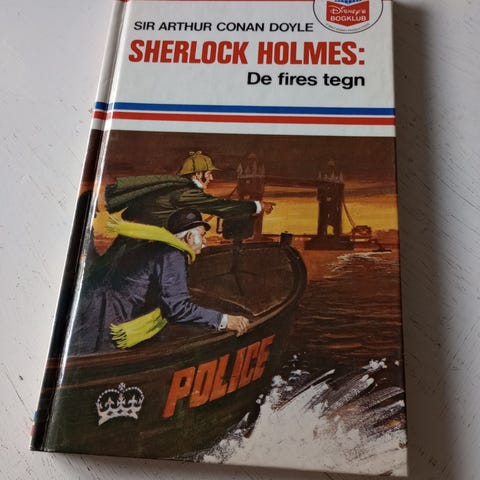 DISNEY'S
BOGKLUB
SIR ARTHUR CONAN DOYLE
SHERLOCK HOLMES:
De fires tegn
POLICE